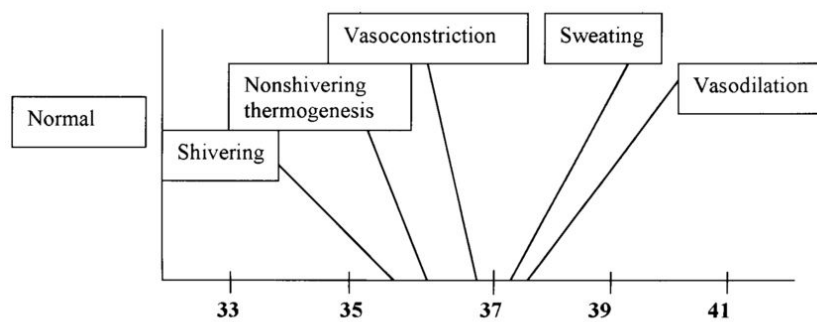 Vasoconstriction
Sweating
Nonshivering
thermogenesis
Vasodilation
Normal
Shivering
33 35 37 39 41